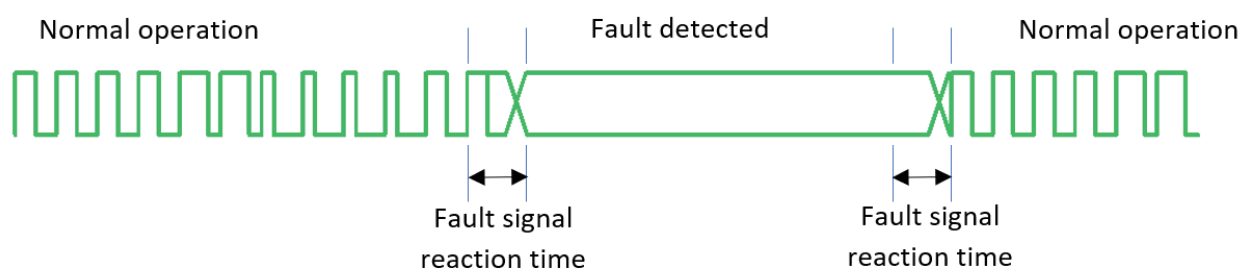 Normal operation
Fault detected
Normal operation
Fault signal
reaction time
Fault signal
reaction time